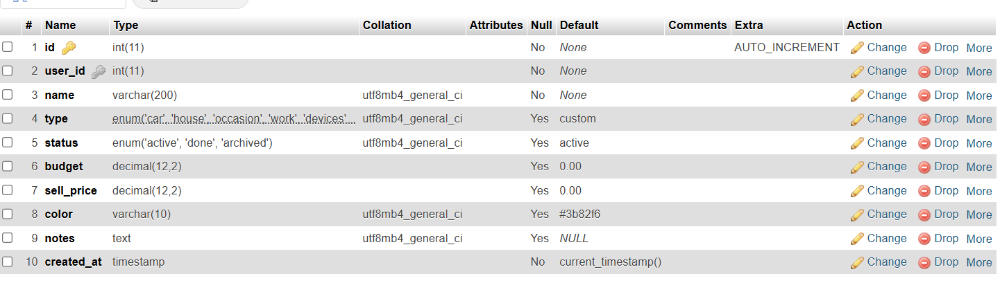 # Name Type Collation Attributes Null Default Comments Extra Action
1 id int(11) No None AUTO_INCREMENT Change Drop More
2 user_id int(11) No None Change Drop More
3 name varchar(200) utf8mb4_general_ci No None Change Drop More
4 type enum('car', 'house', 'occasion', 'work', 'devices'... utf8mb4_general_ci Yes custom Change Drop More
5 status enum('active', 'done', 'archived') utf8mb4_general_ci Yes active Change Drop More
6 budget decimal(12,2) Yes 0.00 Change Drop More
7 sell_price decimal(12,2) Yes 0.00 Change Drop More
8 color varchar(10) utf8mb4_general_ci Yes #3b82f6 Change Drop More
9 notes text utf8mb4_general_ci Yes NULL Change Drop More
10 created_at timestamp No current_timestamp() Change Drop More